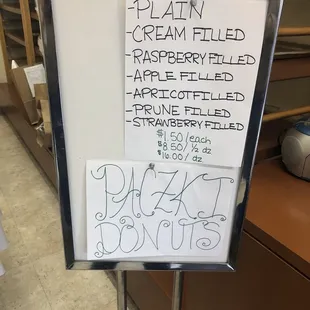 -PLAIN
-CREAM FILLED
-RASPBERRY FILLED
-APPLE FILLED
-APRICOT FILLED
-PRUNE FILLED
-STRAWBERRY FILLED
$1.50/each
$8.50/½ dz
$16.00/dz
PACZKI
DONUTS